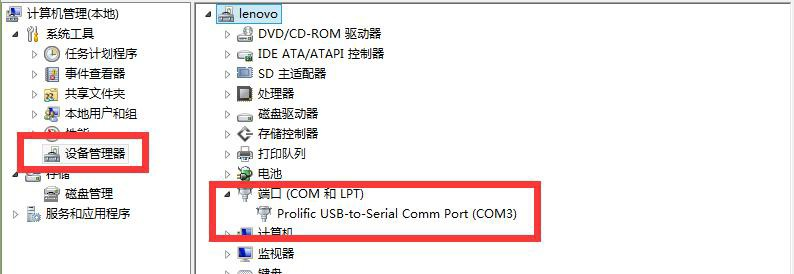 计算机管理(本地)
系统工具
任务计划程序
事件查看器
共享文件夹
本地用户和组
性能
设备管理器
存储
磁盘管理
服务和应用程序
lenovo
DVD/CD-ROM 驱动器
IDE ATA/ATAPI 控制器
SD 主适配器
处理器
磁盘驱动器
存储控制器
打印队列
电池
端口 (COM 和 LPT)
Prolific USB-to-Serial Comm Port (COM3)
计算机
监视器
键盘